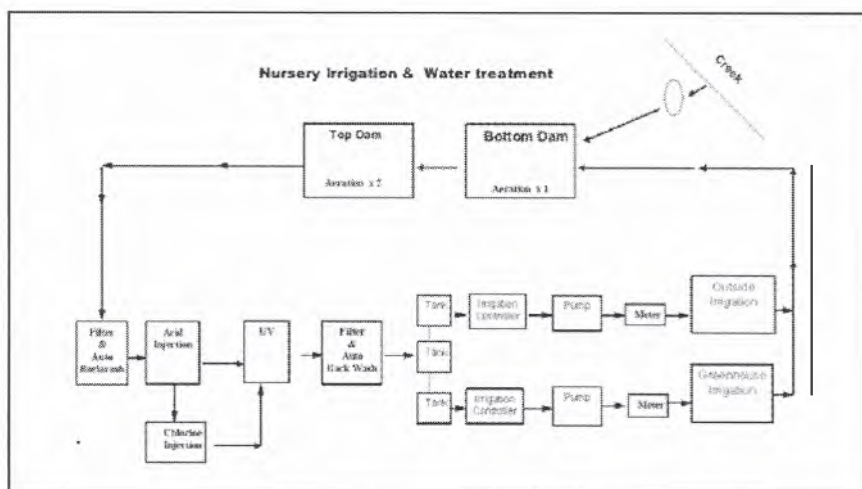 Nursery Irrigation & Water treatment
Creek
Top Dam
Aeration x 2
Bottom Dam
Aeration x 1
Filter
&
Auto
Backwash
Acid
Injection
Chlorine
Injection
UV
Filter
&
Auto
Back Wash
Tank
Tank
Tank
Irrigation
Controller
Pump
Meter
Outside
Irrigation
Irrigation
Controller
Pump
Meter
Greenhouse
Irrigation